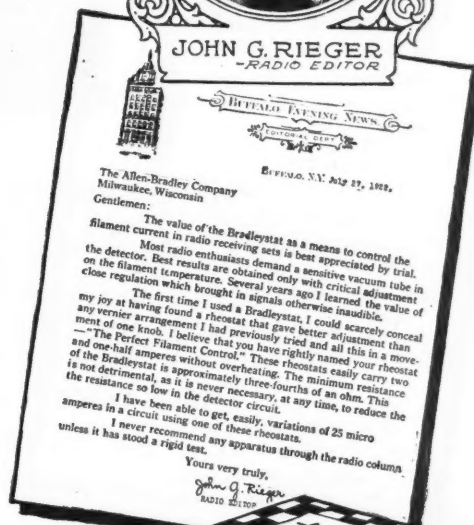 JOHN G. RIEGER
-RADIO EDITOR
BUFFALO EVENING NEWS.
EDITORIAL DEPT.
BUFFALO, N.Y. July 27, 1922.
The Allen-Bradley Company
Milwaukee, Wisconsin
Gentlemen:
The value of the Bradleystat as a means to control the
filament current in radio receiving sets is best appreciated by trial.
Most radio enthusiasts demand a sensitive vacuum tube in
the detector. Best results are obtained only with critical adjustment
on the filament temperature. Several years ago I learned the value of
close regulation which brought in signals otherwise inaudible.
The first time I used a Bradleystat, I could scarcely conceal
my joy at having found a rheostat that gave better adjustment than
any vernier arrangement I had previously tried and all this in a move-
ment of one knob. I believe that you have rightly named your rheostat
—"The Perfect Filament Control." These rheostats easily carry two
and one-half amperes without overheating. The minimum resistance
of the Bradleystat is approximately three-fourths of an ohm. This
is not detrimental, as it is never necessary, at any time, to reduce the
the resistance so low in the detector circuit.
I have been able to get, easily, variations of 25 micro
amperes in a circuit using one of these rheostats.
I never recommend any apparatus through the radio column
unless it has stood a rigid test.
Yours very truly,
John G. Rieger
RADIO EDITOR